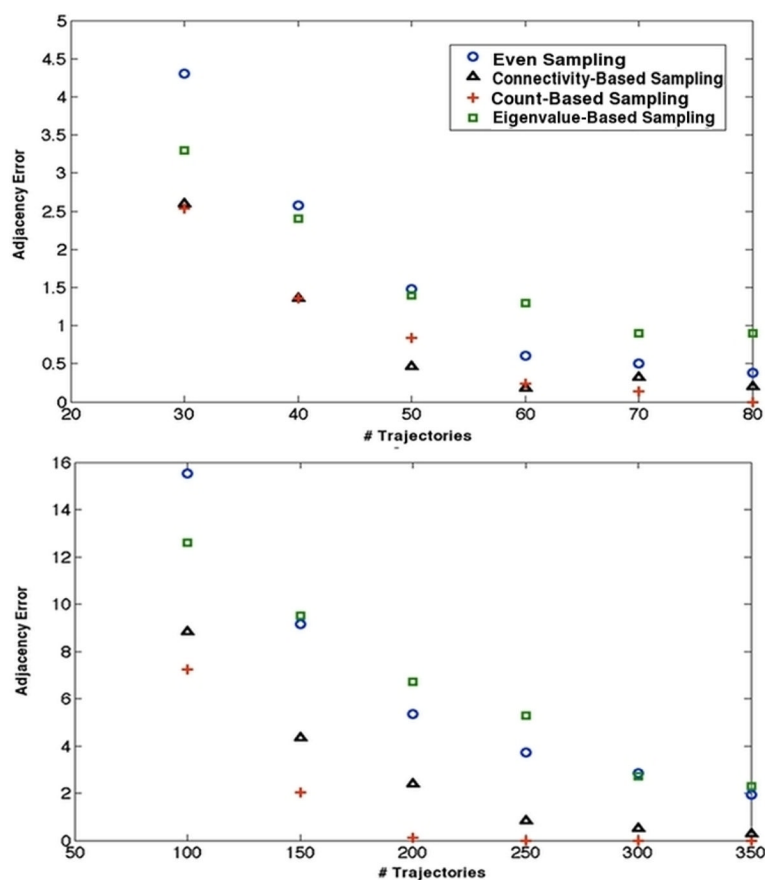 5
4.5
4
3.5
3
2.5
2
1.5
1
0.5
0
Adjacency Error
Even Sampling
Connectivity-Based Sampling
Count-Based Sampling
Eigenvalue-Based Sampling
20 30 40 50 60 70 80
# Trajectories
16
14
12
10
8
6
4
2
0
Adjacency Error
50 100 150 200 250 300 350
# Trajectories